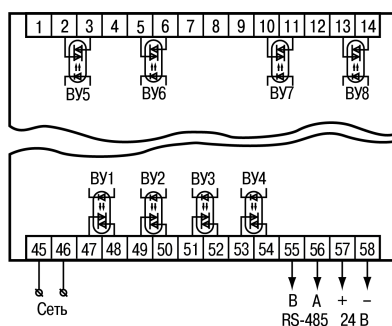 1 2 3 4 5 6 7 8 9 10 11 12 13 14
ВУ5 ВУ6 ВУ7 ВУ8
ВУ1 ВУ2 ВУ3 ВУ4
45 46 47 48 49 50 51 52 53 54 55 56 57 58
B A + −
Сеть RS-485 24 В